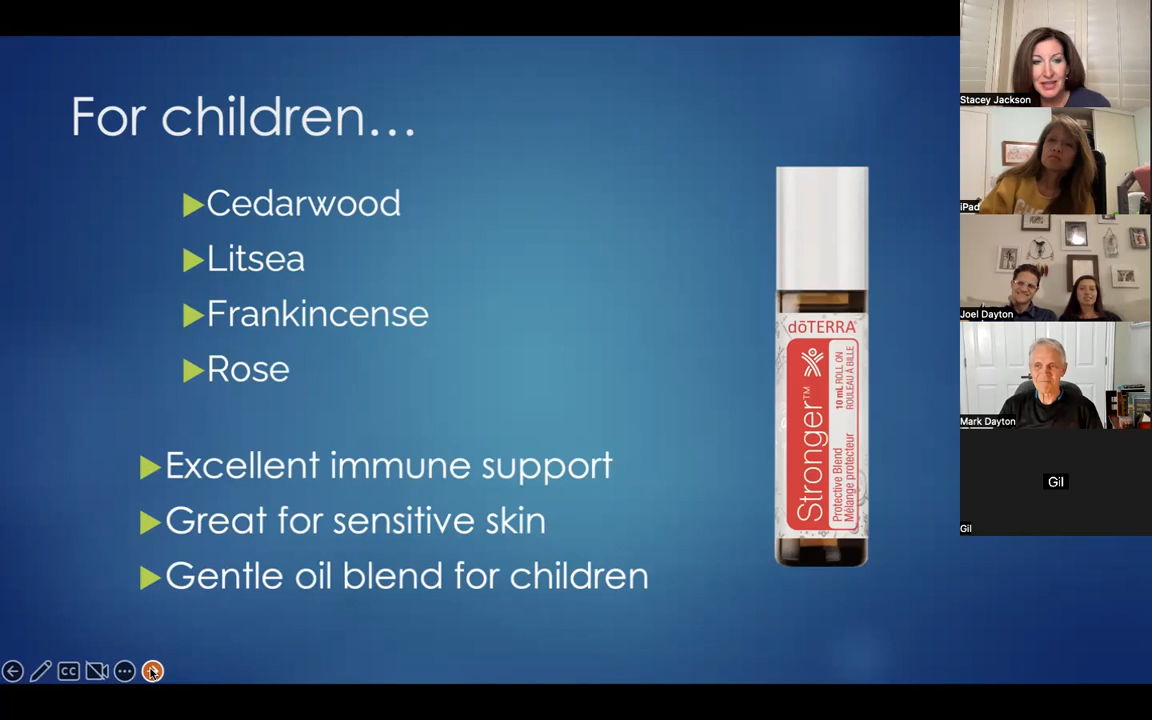 For children…
Cedarwood
Litsea
Frankincense
Rose
Excellent immune support
Great for sensitive skin
Gentle oil blend for children
dōTERRA
Stronger™
Protective Blend
Mélange protecteur
10 mL ROLL ON
ROULEAU À BILLE
CC
Stacey Jackson
iPad
Joel Dayton
Mark Dayton
Gil
Gil